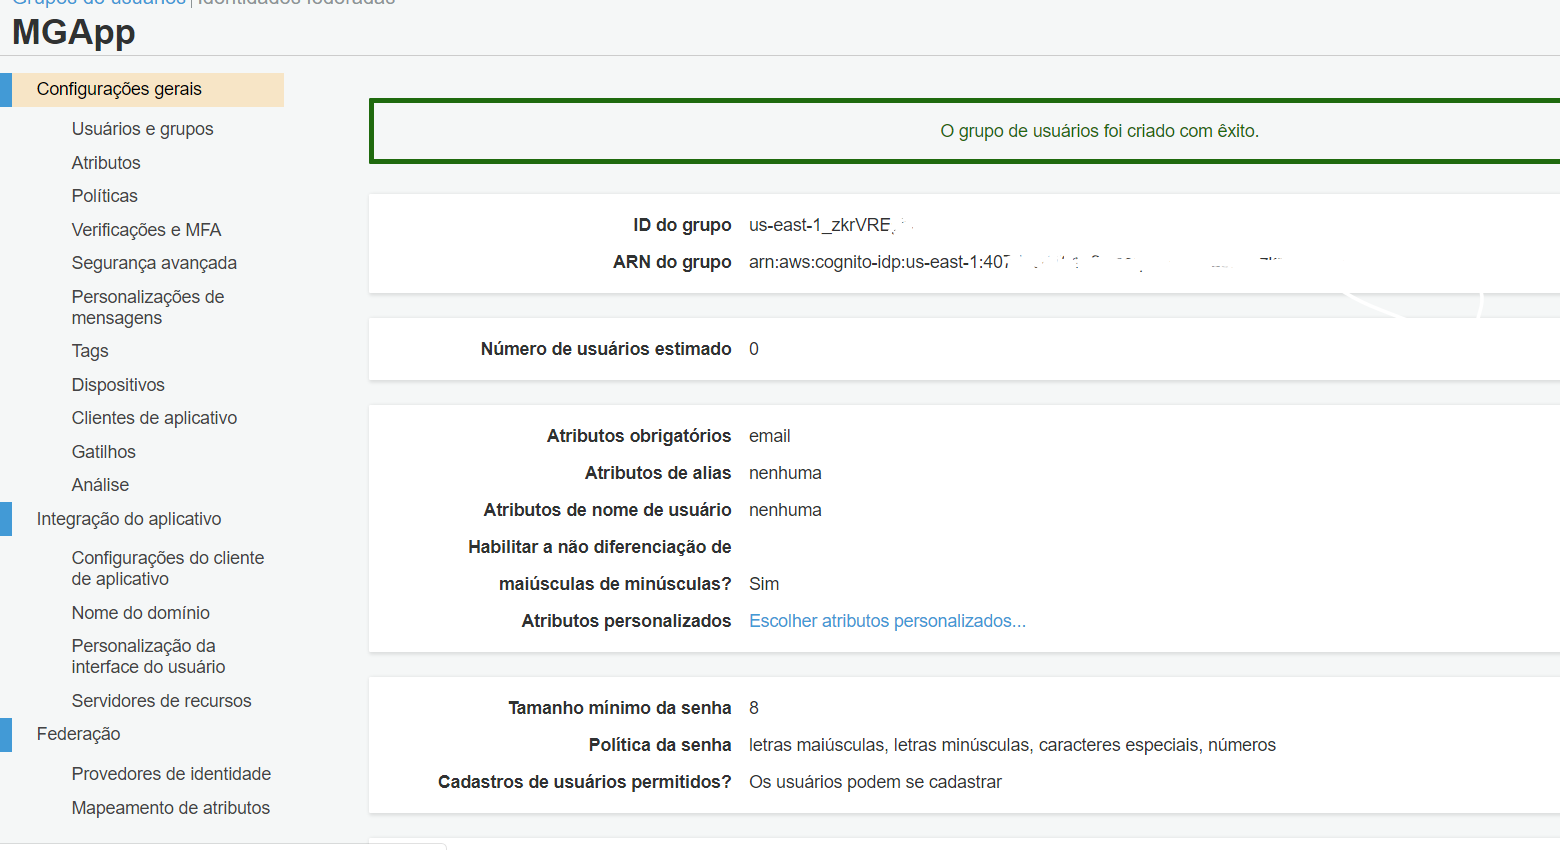 Grupos de usuários | Identidades federadas
MGApp
Configurações gerais
Usuários e grupos
Atributos
Políticas
Verificações e MFA
Segurança avançada
Personalizações de
mensagens
Tags
Dispositivos
Clientes de aplicativo
Gatilhos
Análise
Integração do aplicativo
Configurações do cliente
de aplicativo
Nome do domínio
Personalização da
interface do usuário
Servidores de recursos
Federação
Provedores de identidade
Mapeamento de atributos
O grupo de usuários foi criado com êxito.
ID do grupo us-east-1_zkrVRE
ARN do grupo arn:aws:cognito-idp:us-east-1:407
Número de usuários estimado 0
Atributos obrigatórios email
Atributos de alias nenhuma
Atributos de nome de usuário nenhuma
Habilitar a não diferenciação de
maiúsculas de minúsculas? Sim
Atributos personalizados Escolher atributos personalizados...
Tamanho mínimo da senha 8
Política da senha letras maiúsculas, letras minúsculas, caracteres especiais, números
Cadastros de usuários permitidos? Os usuários podem se cadastrar